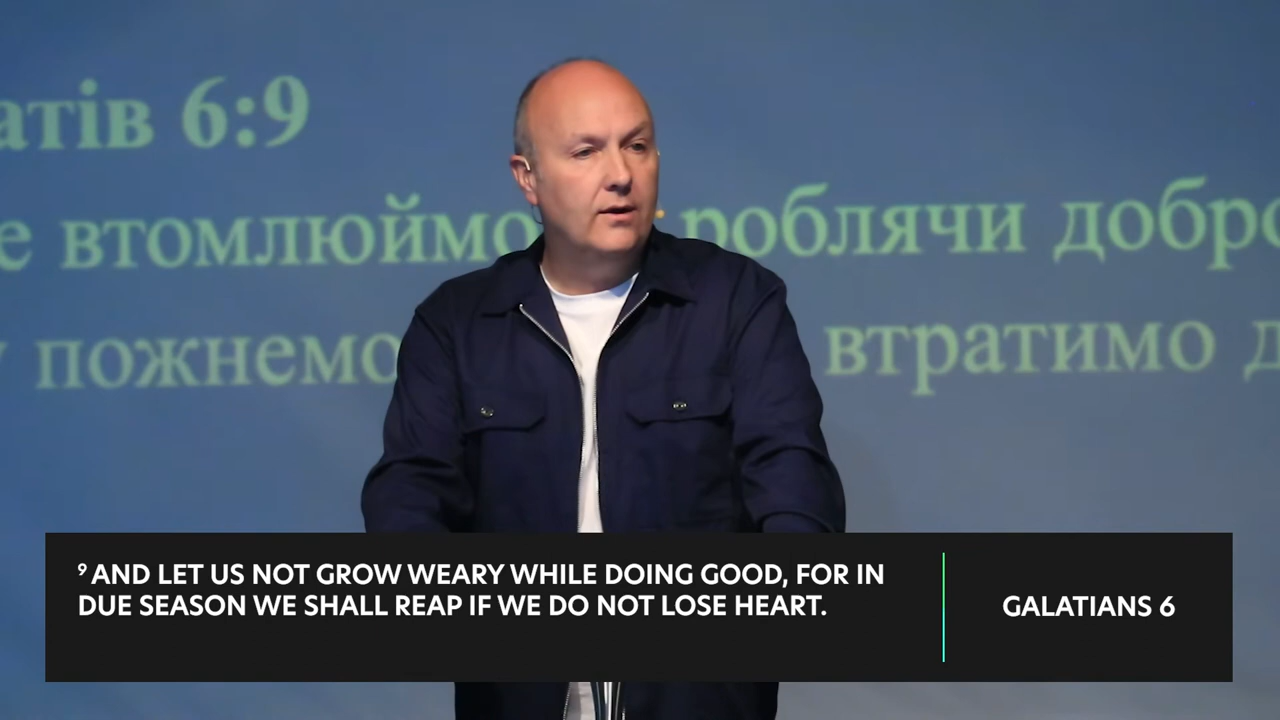 атів 6:9
е втомлюймо роблячи добро
у пожнемо втратимо д
⁹ AND LET US NOT GROW WEARY WHILE DOING GOOD, FOR IN
DUE SEASON WE SHALL REAP IF WE DO NOT LOSE HEART.
GALATIANS 6